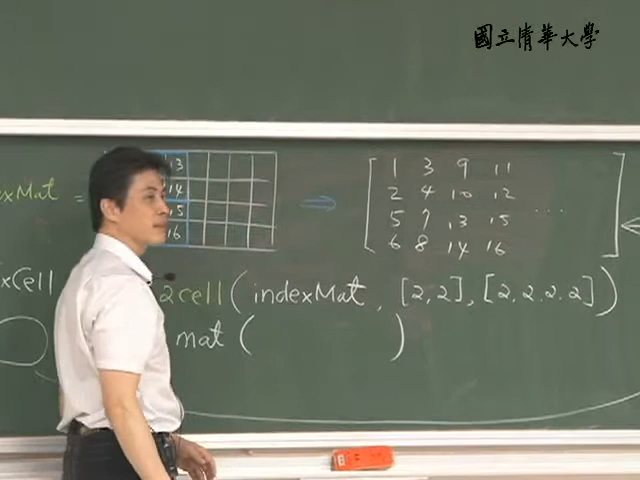 國立清華大學
exMat = 13 ⇒ 1 3 9 11
14 2 4 10 12 ...
15 5 7 13 15
16 6 8 14 16
xCell 2cell(indexMat, [2,2],[2,2,2,2])
mat( )